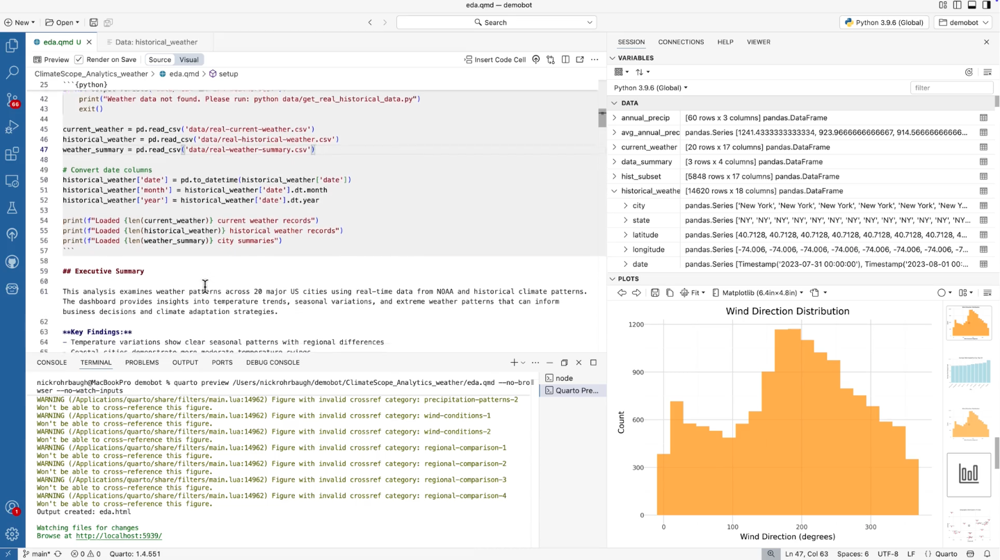 eda.qmd — demobot
New
Open
Search
Python 3.9.6 (Global)
demobot
eda.qmd U
Data: historical_weather
Preview
Render on Save
Source
Visual
Insert Code Cell
ClimateScope_Analytics_weather > eda.qmd > setup
25 ```{python}
42 print("Weather data not found. Please run: python data/get_real_historical_data.py")
43 exit()
44
45 current_weather = pd.read_csv('data/real-current-weather.csv')
46 historical_weather = pd.read_csv('data/real-historical-weather.csv')
47 weather_summary = pd.read_csv('data/real-weather-summary.csv')
48
49 # Convert date columns
50 historical_weather['date'] = pd.to_datetime(historical_weather['date'])
51 historical_weather['month'] = historical_weather['date'].dt.month
52 historical_weather['year'] = historical_weather['date'].dt.year
53
54 print(f"Loaded {len(current_weather)} current weather records")
55 print(f"Loaded {len(historical_weather)} historical weather records")
56 print(f"Loaded {len(weather_summary)} city summaries")
57 ```
58
59 ## Executive Summary
60
61 This analysis examines weather patterns across 20 major US cities using real-time data from NOAA and historical climate patterns.
The dashboard provides insights into temperature trends, seasonal variations, and extreme weather patterns that can inform
business decisions and climate adaptation strategies.
62
63 **Key Findings:**
64 - Temperature variations show clear seasonal patterns with regional differences
65 - Coastal cities demonstrate more moderate temperature swings
CONSOLE
TERMINAL
PROBLEMS
OUTPUT
PORTS
DEBUG CONSOLE
nickrohrbaugh@MacBookPro demobot % quarto preview /Users/nickrohrbaugh/demobot/ClimateScope_Analytics_weather/eda.qmd --no-bro
wser --no-watch-inputs
WARNING (/Applications/quarto/share/filters/main.lua:14962) Figure with invalid crossref category: precipitation-patterns-2
Won't be able to cross-reference this figure.
WARNING (/Applications/quarto/share/filters/main.lua:14962) Figure with invalid crossref category: wind-conditions-1
Won't be able to cross-reference this figure.
WARNING (/Applications/quarto/share/filters/main.lua:14962) Figure with invalid crossref category: wind-conditions-2
Won't be able to cross-reference this figure.
WARNING (/Applications/quarto/share/filters/main.lua:14962) Figure with invalid crossref category: regional-comparison-1
Won't be able to cross-reference this figure.
WARNING (/Applications/quarto/share/filters/main.lua:14962) Figure with invalid crossref category: regional-comparison-2
Won't be able to cross-reference this figure.
WARNING (/Applications/quarto/share/filters/main.lua:14962) Figure with invalid crossref category: regional-comparison-3
Won't be able to cross-reference this figure.
WARNING (/Applications/quarto/share/filters/main.lua:14962) Figure with invalid crossref category: regional-comparison-4
Won't be able to cross-reference this figure.
Output created: eda.html
Watching files for changes
Browse at http://localhost:5939/
node
Quarto Pre...
SESSION
CONNECTIONS
HELP
VIEWER
VARIABLES
Python 3.9.6 (Global)
filter
DATA
annual_precip [60 rows x 3 columns] pandas.DataFrame
avg_annual_prec pandas.Series [1241.4333333333334, 923.9666666666667, 914.56666666666...
current_weather [20 rows x 17 columns] pandas.DataFrame
data_summary [3 rows x 4 columns] pandas.DataFrame
hist_subset [5848 rows x 17 columns] pandas.DataFrame
historical_weathe [14620 rows x 18 columns] pandas.DataFrame
city pandas.Series ['New York', 'New York', 'New York', 'New York', 'New York', 'New Y...
state pandas.Series ['NY', 'NY', 'NY', 'NY', 'NY', 'NY', 'NY', 'NY', 'NY', 'NY', 'NY', 'NY', 'NY',...
latitude pandas.Series [40.7128, 40.7128, 40.7128, 40.7128, 40.7128, 40.7128, 4...
longitude pandas.Series [-74.006, -74.006, -74.006, -74.006, -74.006, -74.006, -7...
date pandas.Series [Timestamp('2023-07-31 00:00:00'), Timestamp('2023-08-01 00:...
PLOTS
Fit
Matplotlib (6.4in×4.8in)
Wind Direction Distribution
1200
900
600
300
0
Count
0 100 200 300
Wind Direction (degrees)
66
1
main*
0
0
Quarto: 1.4.551
Ln 47, Col 63
Spaces: 6
UTF-8
LF
{ } Quarto